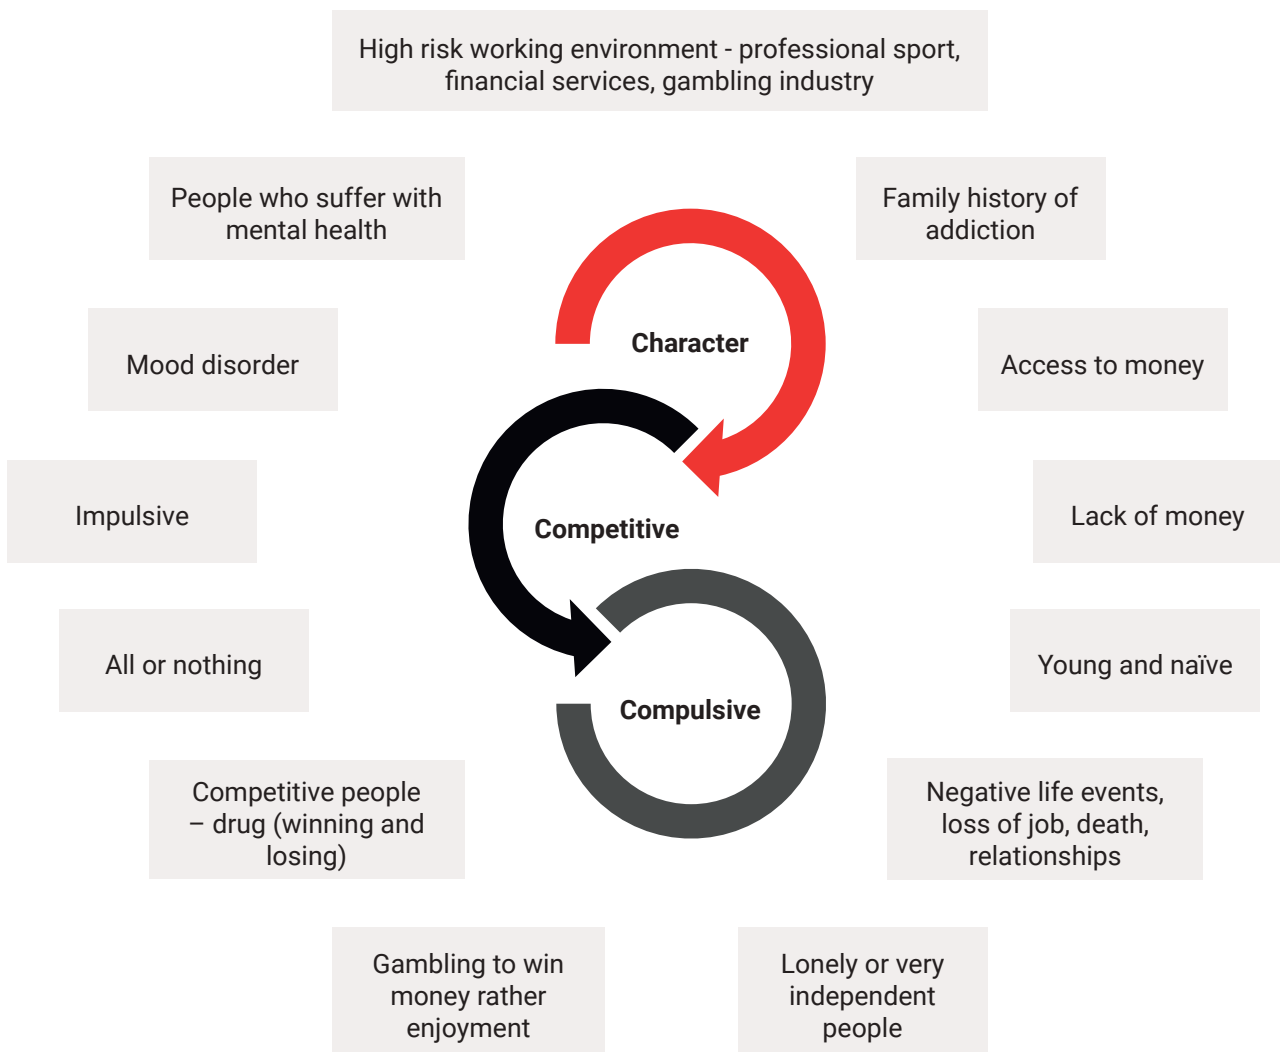 High risk working environment - professional sport,
financial services, gambling industry
People who suffer with
mental health
Family history of
addiction
Character
Mood disorder
Access to money
Impulsive
Competitive
Lack of money
All or nothing
Young and naïve
Compulsive
Competitive people
– drug (winning and
losing)
Negative life events,
loss of job, death,
relationships
Gambling to win
money rather
enjoyment
Lonely or very
independent
people